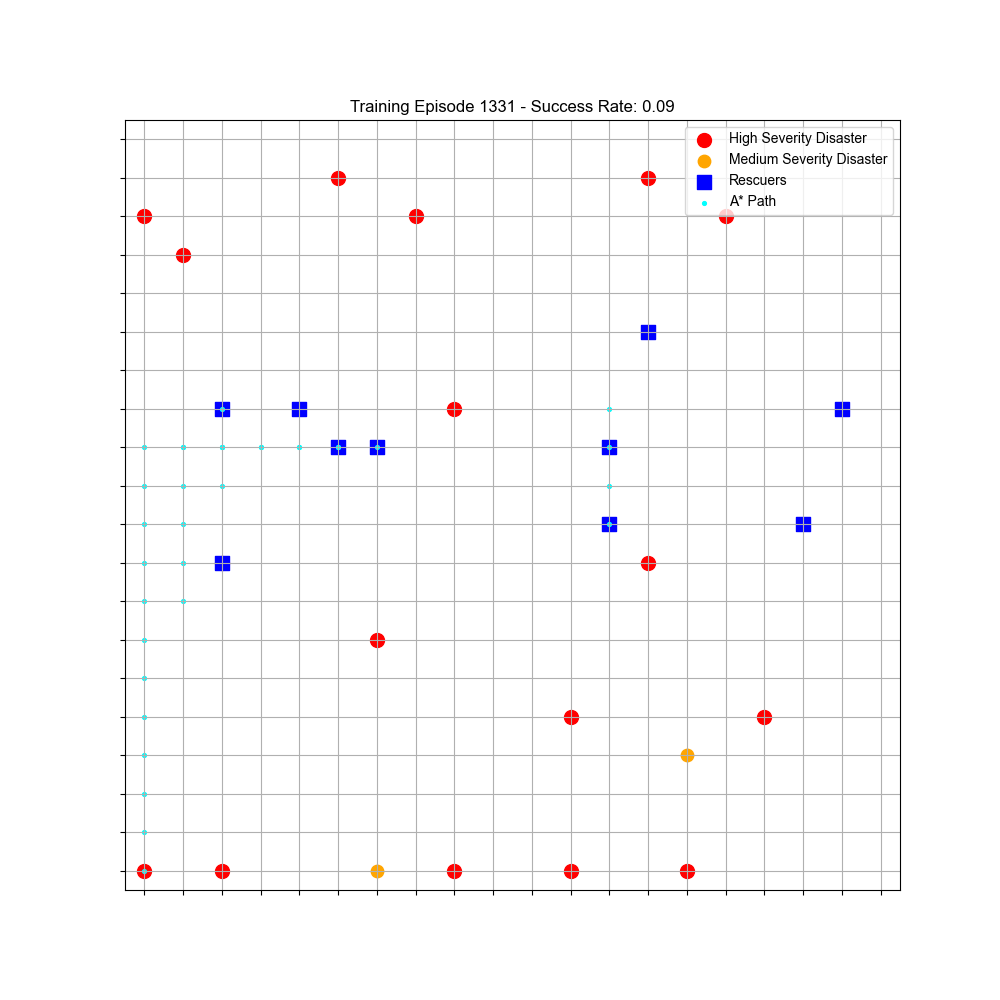 Training Episode 1331 - Success Rate: 0.09
High Severity Disaster
Medium Severity Disaster
Rescuers
A* Path